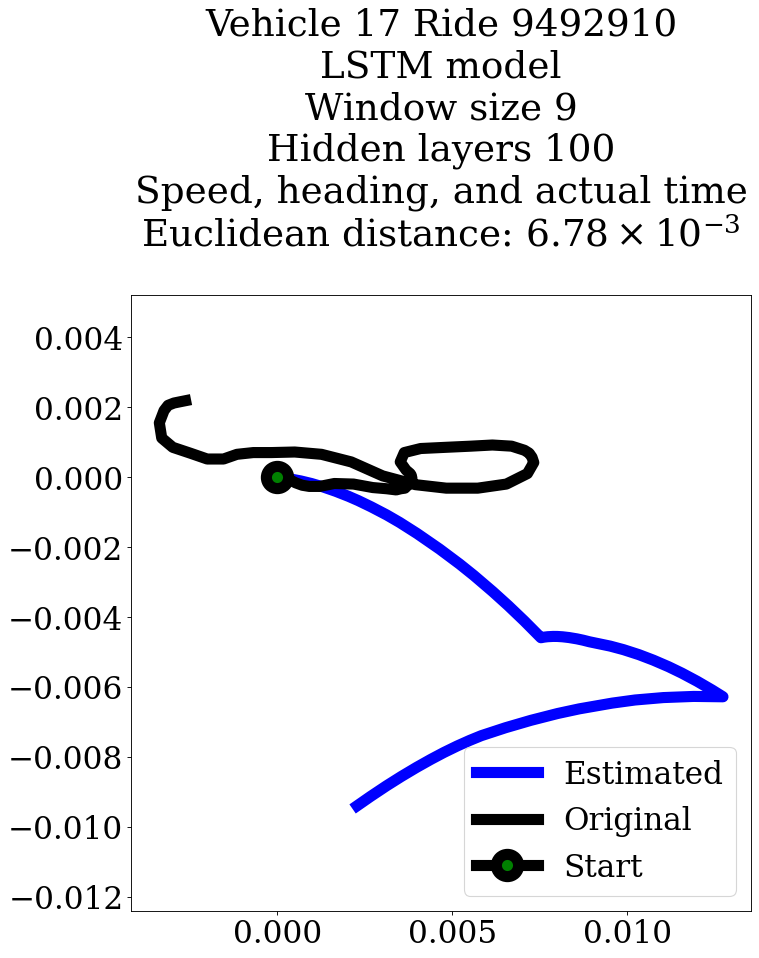 Vehicle 17 Ride 9492910
LSTM model
Window size 9
Hidden layers 100
Speed, heading, and actual time
Euclidean distance: 6.78 × 10⁻³
0.004
0.002
0.000
−0.002
−0.004
−0.006
−0.008
−0.010
−0.012
Estimated
Original
Start
0.000 0.005 0.010